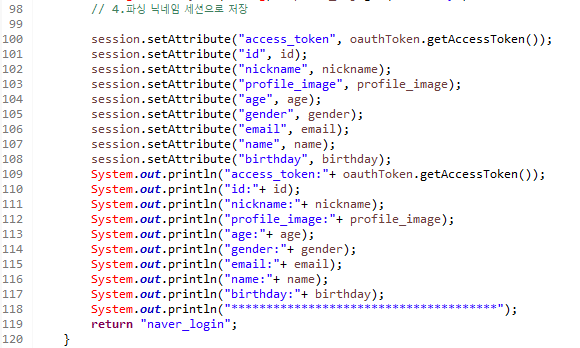 98 // 4.파싱 닉네임 세션으로 저장
99
100 session.setAttribute("access_token", oauthToken.getAccessToken());
101 session.setAttribute("id", id);
102 session.setAttribute("nickname", nickname);
103 session.setAttribute("profile_image", profile_image);
104 session.setAttribute("age", age);
105 session.setAttribute("gender", gender);
106 session.setAttribute("email", email);
107 session.setAttribute("name", name);
108 session.setAttribute("birthday", birthday);
109 System.out.println("access_token:"+ oauthToken.getAccessToken());
110 System.out.println("id:"+ id);
111 System.out.println("nickname:"+ nickname);
112 System.out.println("profile_image:"+ profile_image);
113 System.out.println("age:"+ age);
114 System.out.println("gender:"+ gender);
115 System.out.println("email:"+ email);
116 System.out.println("name:"+ name);
117 System.out.println("birthday:"+ birthday);
118 System.out.println("**************************************");
119 return "naver_login";
120 }